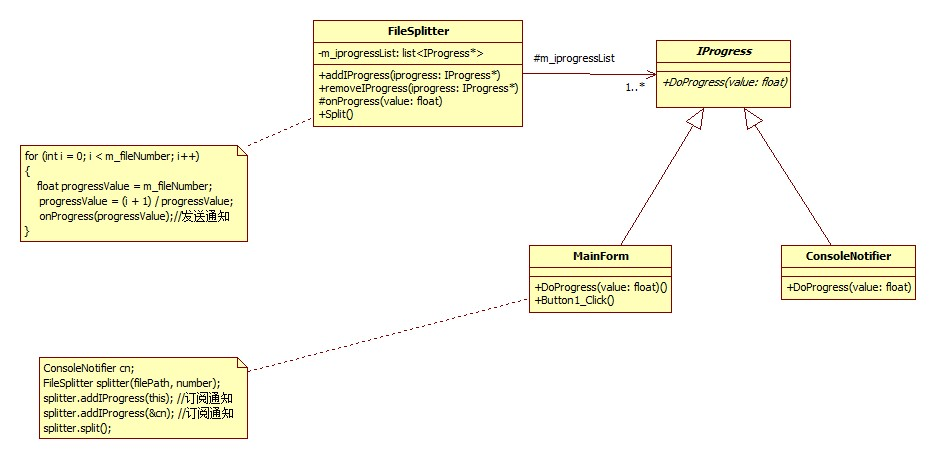 FileSplitter
-m_iprogressList: list<IProgress*>
+addIProgress(iprogress: IProgress*)
+removeIProgress(iprogress: IProgress*)
#onProgress(value: float)
+Split()
#m_iprogressList
1..*
IProgress
+DoProgress(value: float)
for (int i = 0; i < m_fileNumber; i++)
{
float progressValue = m_fileNumber;
progressValue = (i + 1) / progressValue;
onProgress(progressValue);//发送通知
}
MainForm
+DoProgress(value: float)()
+Button1_Click()
ConsoleNotifier
+DoProgress(value: float)
ConsoleNotifier cn;
FileSplitter splitter(filePath, number);
splitter.addIProgress(this); //订阅通知
splitter.addIProgress(&cn); //订阅通知
splitter.split();